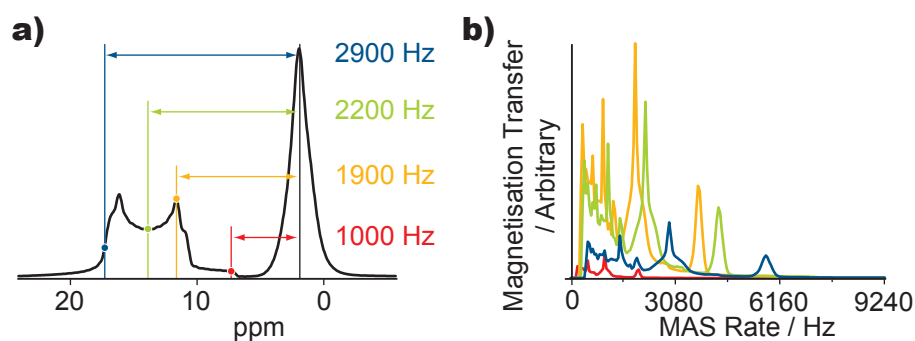 a)
2900 Hz
2200 Hz
1900 Hz
1000 Hz
20
10
0
ppm
b)
Magnetisation Transfer
/ Arbitrary
0
3080
6160
9240
MAS Rate / Hz